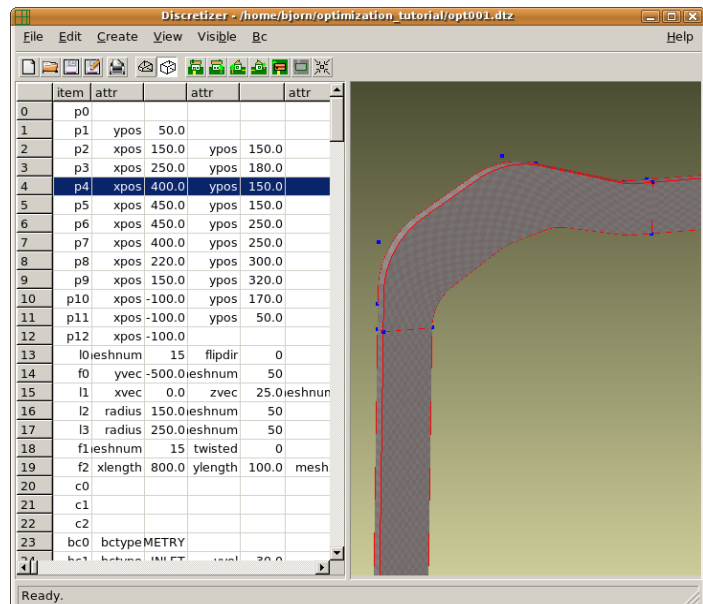 Discretizer - /home/bjorn/optimization_tutorial/opt001.dtz
File Edit Create View Visible Bc Help
item attr attr attr
0 p0
1 p1 ypos 50.0
2 p2 xpos 150.0 ypos 150.0
3 p3 xpos 250.0 ypos 180.0
4 p4 xpos 400.0 ypos 150.0
5 p5 xpos 450.0 ypos 150.0
6 p6 xpos 450.0 ypos 250.0
7 p7 xpos 400.0 ypos 250.0
8 p8 xpos 220.0 ypos 300.0
9 p9 xpos 150.0 ypos 320.0
10 p10 xpos -100.0 ypos 170.0
11 p11 xpos -100.0 ypos 50.0
12 p12 xpos -100.0
13 l0 eshnum 15 flipdir 0
14 f0 yvec -500.0 eshnum 50
15 l1 xvec 0.0 zvec 25.0 eshnun
16 l2 radius 150.0 eshnum 50
17 l3 radius 250.0 eshnum 50
18 f1 eshnum 15 twisted 0
19 f2 xlength 800.0 ylength 100.0 mesh
20 c0
21 c1
22 c2
23 bc0 bctype METRY
24 bc1 bctype INLET yvel 30.0
Ready.